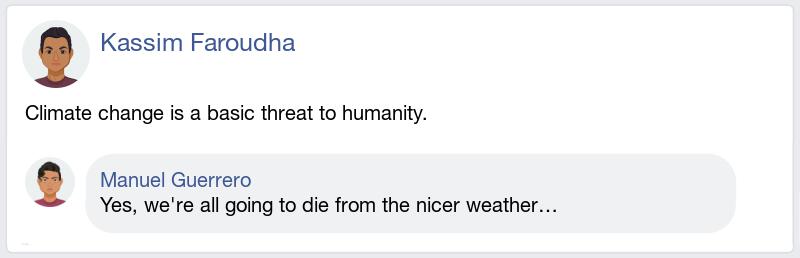 Kassim Faroudha
Climate change is a basic threat to humanity.
Manuel Guerrero
Yes, we're all going to die from the nicer weather…